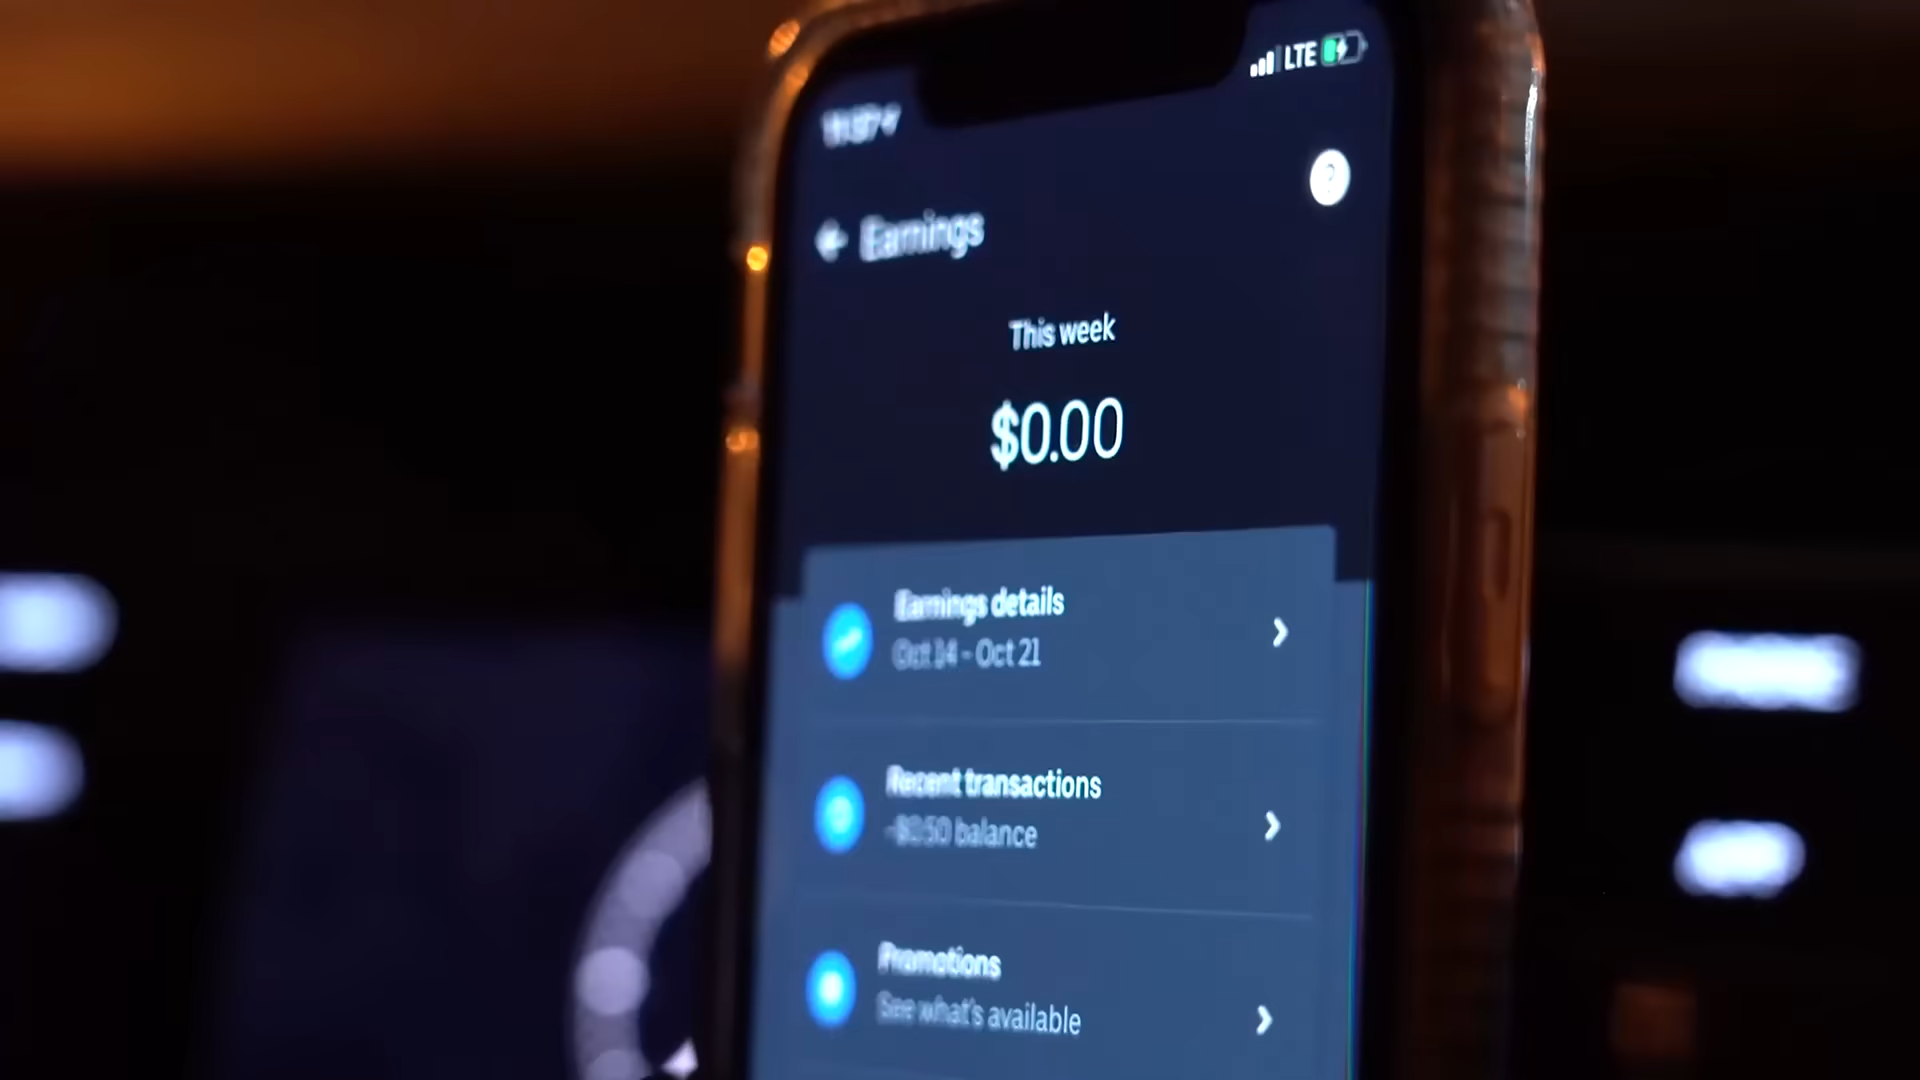 LTE
Earnings
This week
$0.00
Earnings details
Oct 14 - Oct 21
Recent transactions
balance
Promotions
See what's available